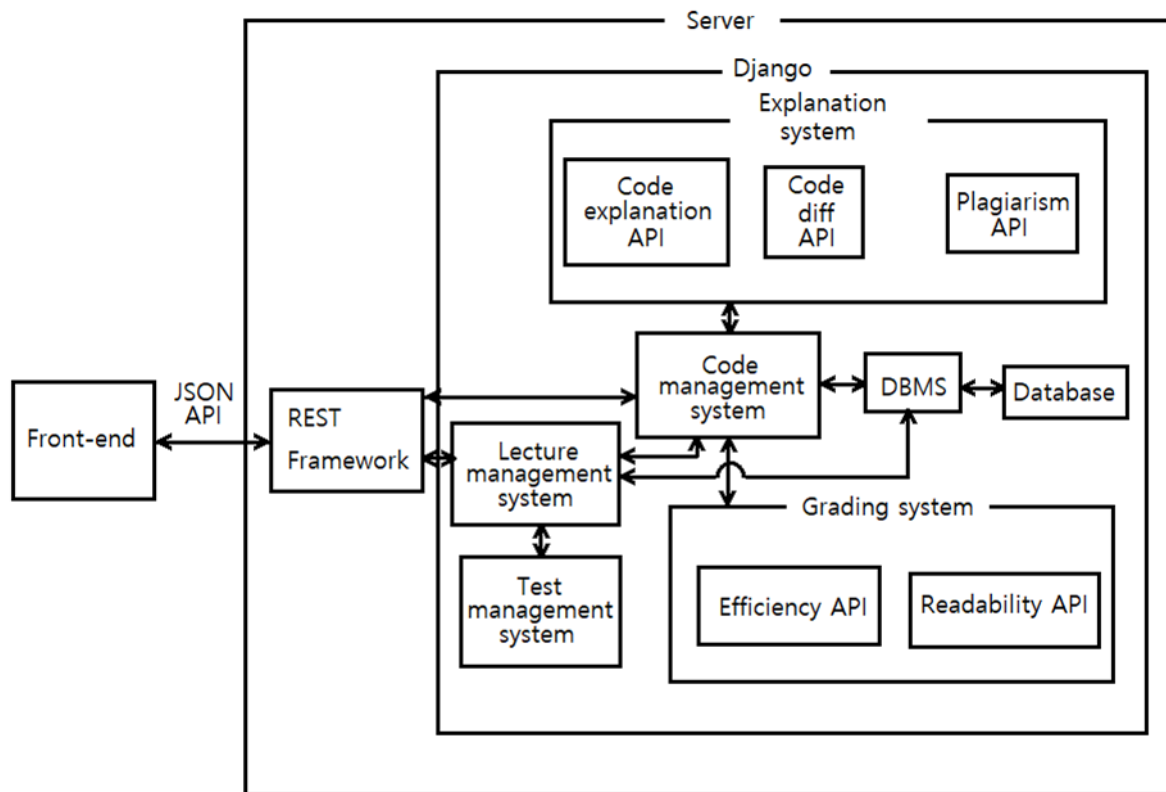 Server
Django
Explanation
system
Code
explanation
API
Code
diff
API
Plagiarism
API
Code
management
system
DBMS
Database
JSON
API
Front-end
REST
Framework
Lecture
management
system
Test
management
system
Grading system
Efficiency API
Readability API